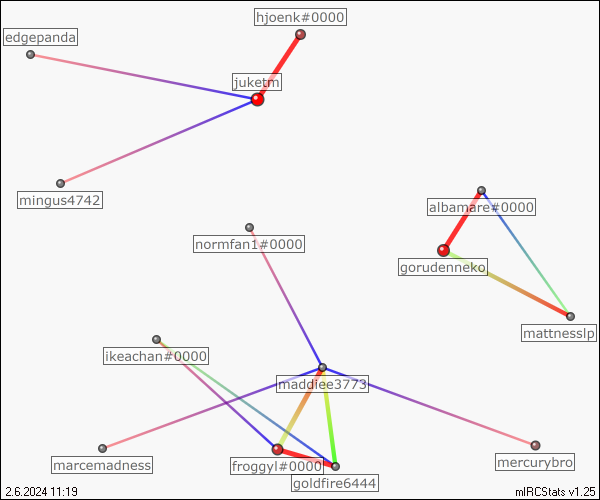 hjoenk#0000
edgepanda
juketm
mingus4742
albamare#0000
normfan1#0000
gorudenneko
mattnesslp
ikeachan#0000
maddiee3773
marcemadness
froggyl#0000
mercurybro
goldfire6444
2.6.2024 11:19
mIRCStats v1.25